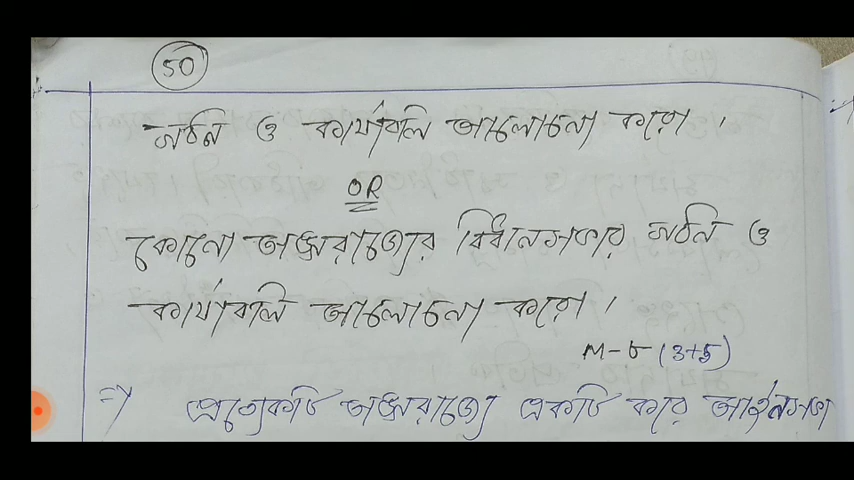 50
গঠন ও কার্যাবলি আলোচনা করো।
OR
কোনো অঙ্গরাজ্যের বিধানসভার গঠন ও
কার্যাবলি আলোচনা করো।
M-৮ (3+5)
⇒ প্রত্যেকটি অঙ্গরাজ্যে একটি করে আইনসভা